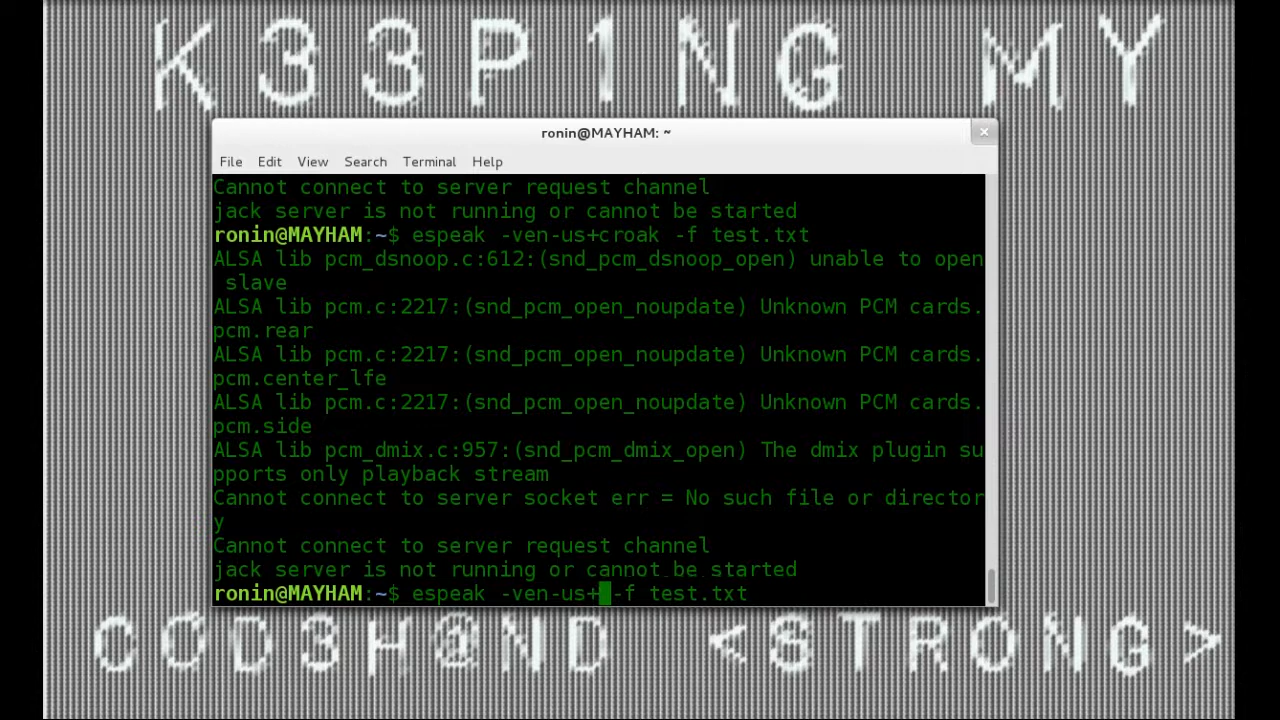 K33P1NG MY
ronin@MAYHAM: ~
×
File Edit View Search Terminal Help
Cannot connect to server request channel
jack server is not running or cannot be started
ronin@MAYHAM:~$ espeak -ven-us+croak -f test.txt
ALSA lib pcm_dsnoop.c:612:(snd_pcm_dsnoop_open) unable to open
 slave
ALSA lib pcm.c:2217:(snd_pcm_open_noupdate) Unknown PCM cards.
pcm.rear
ALSA lib pcm.c:2217:(snd_pcm_open_noupdate) Unknown PCM cards.
pcm.center_lfe
ALSA lib pcm.c:2217:(snd_pcm_open_noupdate) Unknown PCM cards.
pcm.side
ALSA lib pcm_dmix.c:957:(snd_pcm_dmix_open) The dmix plugin su
pports only playback stream
Cannot connect to server socket err = No such file or director
y
Cannot connect to server request channel
jack server is not running or cannot be started
ronin@MAYHAM:~$ espeak -ven-us+ -f test.txt
COD3H@ND <STRONG>